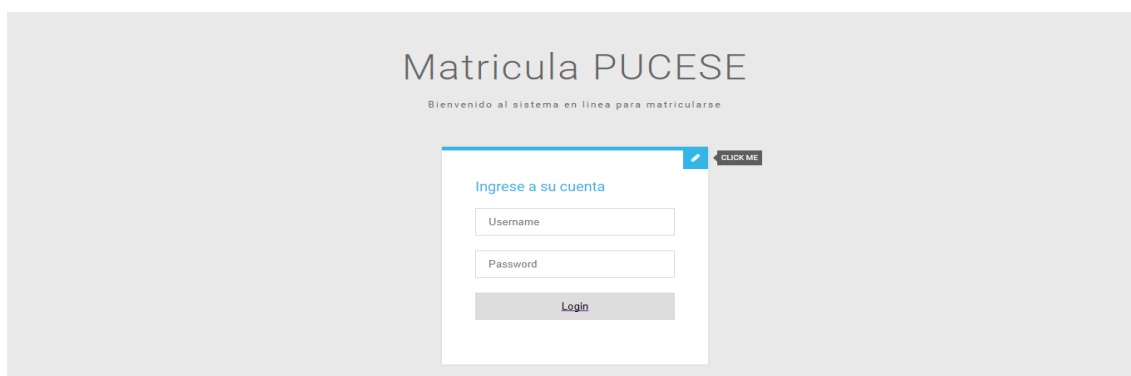 Matricula PUCESE
Bienvenido al sistema en linea para matricularse
CLICK ME
Ingrese a su cuenta
Username
Password
Login